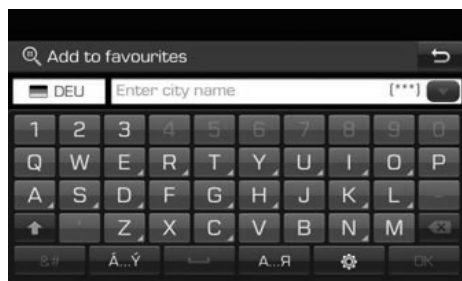 Add to favourites
DEU Enter city name [***]
1 2 3 4 5 6 7 8 9 0
Q W E R T Y U I O P
A S D F G H J K L -
' Z X C V B N M
&# Á...Ý А...Я OK